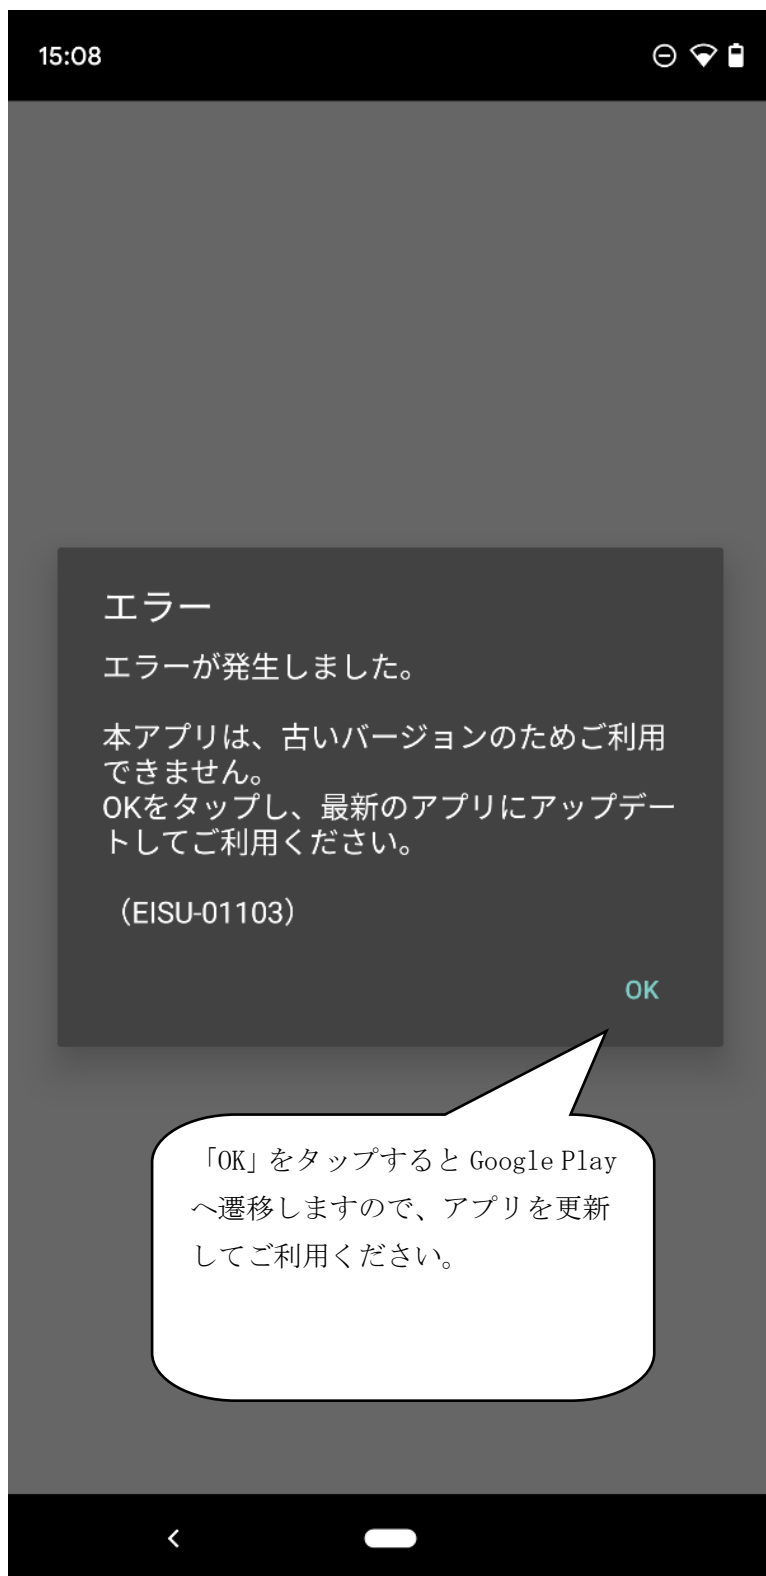 15:08
エラー
エラーが発生しました。
本アプリは、古いバージョンのためご利用
できません。
OKをタップし、最新のアプリにアップデー
トしてご利用ください。
（EISU-01103）
OK
「OK」をタップすると Google Play
へ遷移しますので、アプリを更新
してご利用ください。